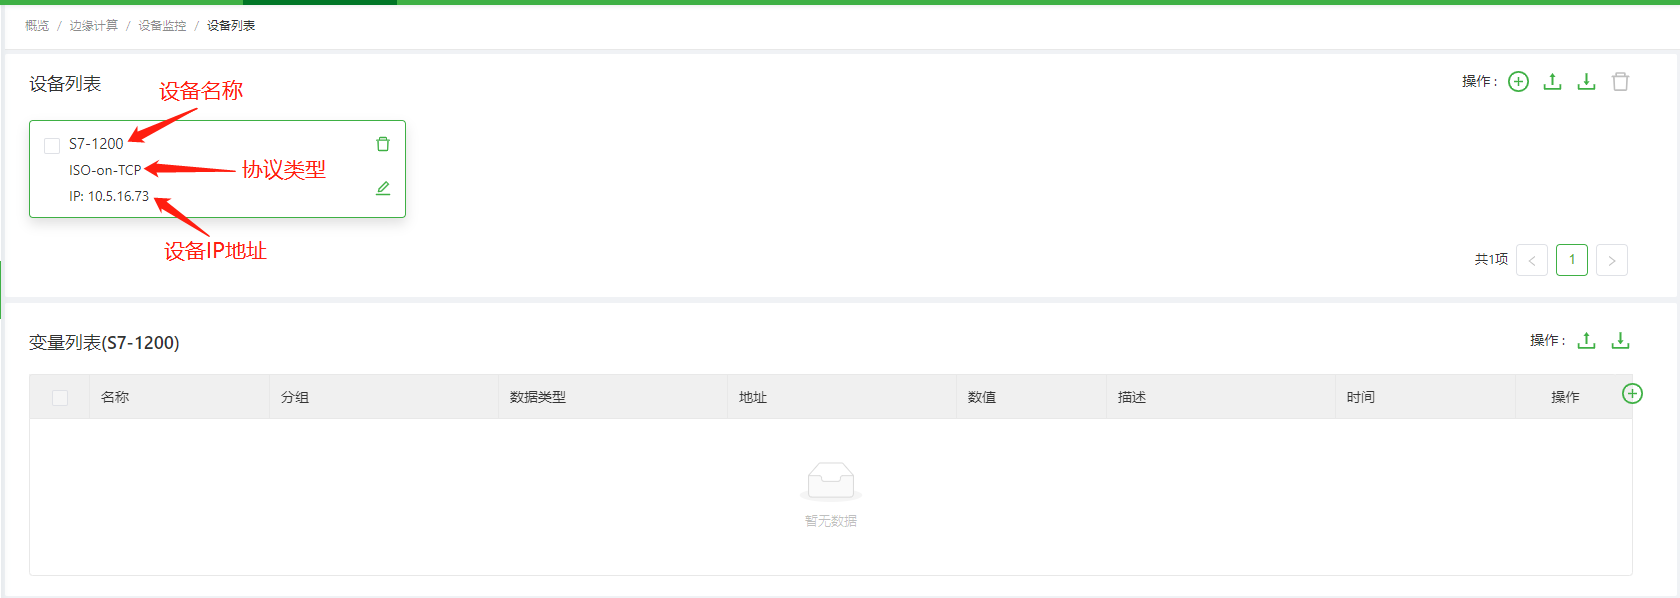 概览 / 边缘计算 / 设备监控 / 设备列表
设备列表
操作：
设备名称
S7-1200
ISO-on-TCP
协议类型
IP: 10.5.16.73
设备IP地址
共1项 < 1 >
变量列表(S7-1200)
操作：
名称 分组 数据类型 地址 数值 描述 时间 操作
暂无数据